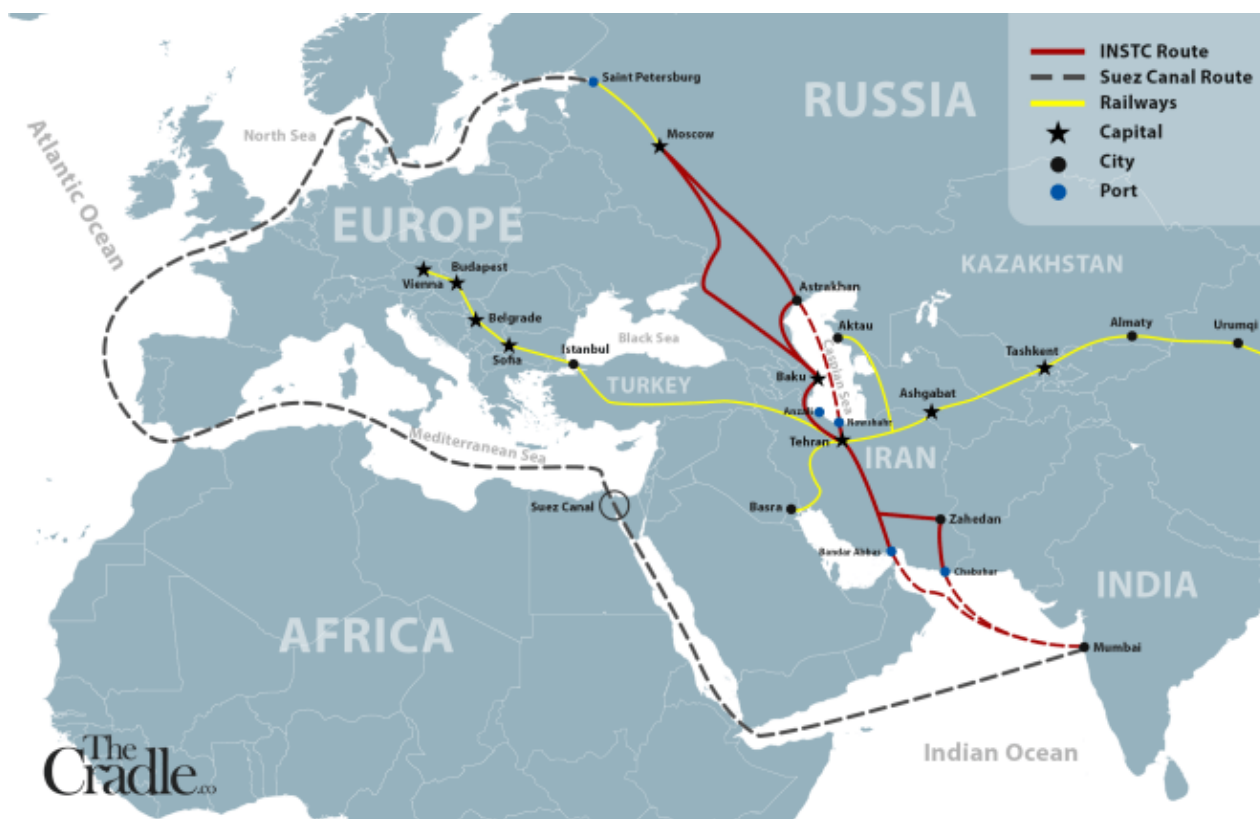 INSTC Route
Suez Canal Route
Railways
Capital
City
Port
Saint Petersburg
RUSSIA
North Sea
Moscow
Atlantic Ocean
EUROPE
KAZAKHSTAN
Budapest
Vienna
Astrakhan
Belgrade
Aktau
Almaty
Urumqi
Black Sea
Sofia
Istanbul
Caspian Sea
Tashkent
Baku
TURKEY
Ashgabat
Anzali
Nowshahr
Mediterranean Sea
Tehran
IRAN
Suez Canal
Basra
Zahedan
Bandar Abbas
Chabahar
INDIA
AFRICA
Mumbai
The
Cradle.co
Indian Ocean